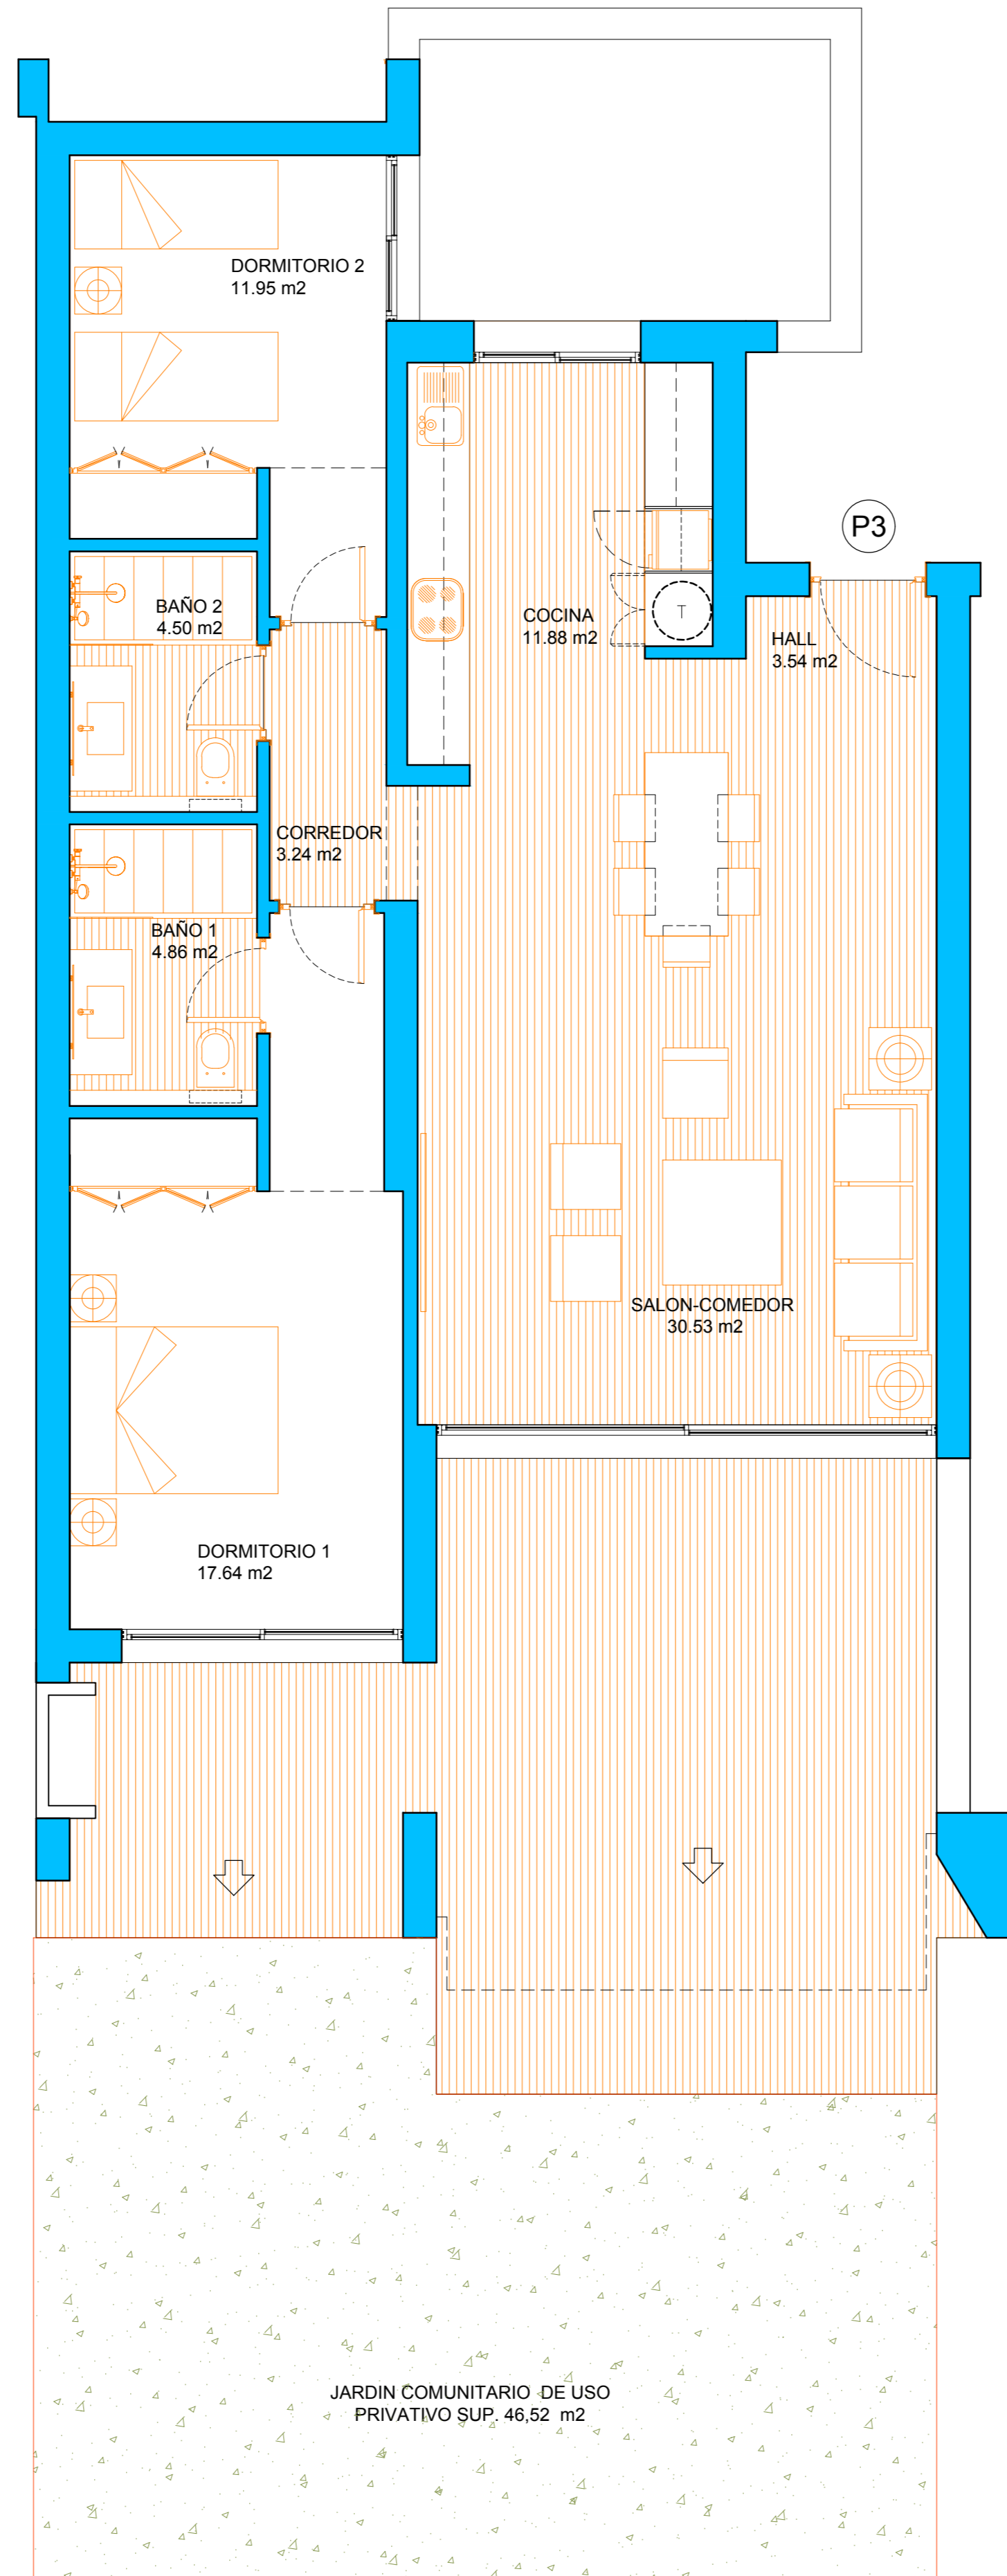 DORMITORIO 2
11.95 m2
P3
BAÑO 2
4.50 m2
COCINA
11.88 m2
T
HALL
3.54 m2
CORREDOR
3.24 m2
BAÑO 1
4.86 m2
SALON-COMEDOR
30.53 m2
DORMITORIO 1
17.64 m2
JARDIN COMUNITARIO DE USO
PRIVATIVO SUP. 46,52 m2